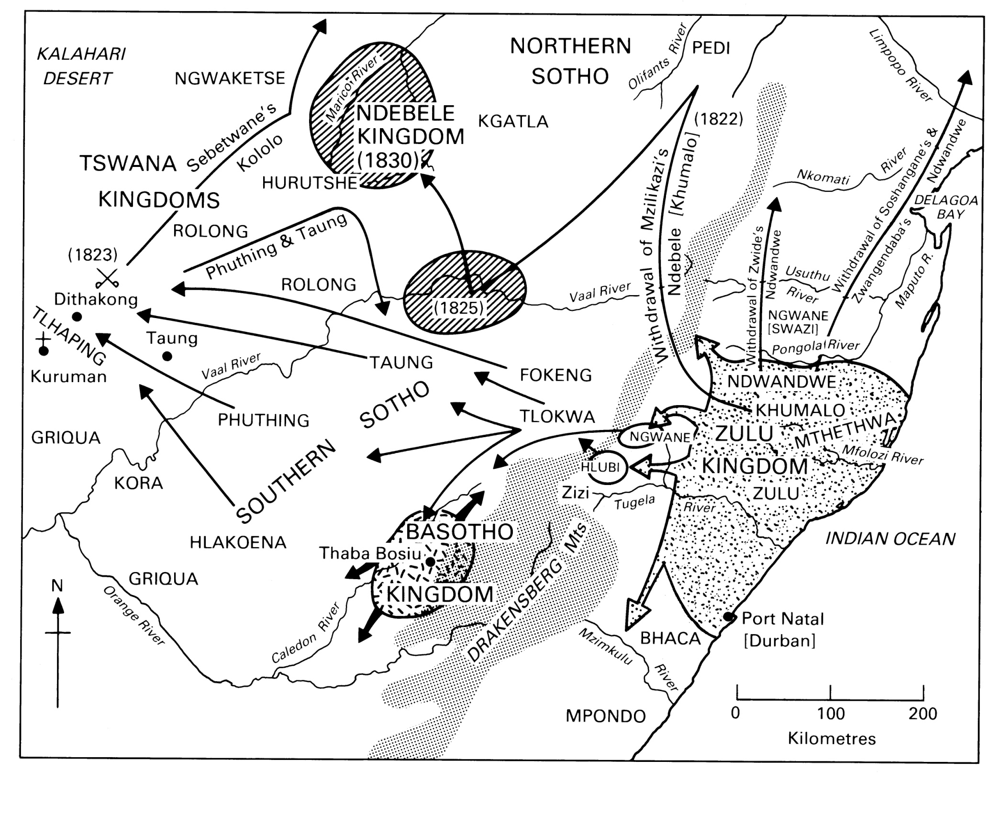 KALAHARI
DESERT
NGWAKETSE
NORTHERN
SOTHO
Olifants River
PEDI
Limpopo River
Marico River
NDEBELE
KINGDOM
(1830)
KGATLA
(1822)
Sebetwane's
Kololo
TSWANA
KINGDOMS
HURUTSHE
ROLONG
Phuthing & Taung
(1823)
Dithakong
TLHAPING
Kuruman
Taung
ROLONG
(1825)
Vaal River
Vaal River
Withdrawal of Mzilikazi's
Ndebele [Khumalo]
Nkomati River
Withdrawal of Zwide's
Ndwandwe
Withdrawal of Soshangane's &
Zwangendaba's Ndwandwe
DELAGOA
BAY
Usuthu
River
Maputo R.
NGWANE
[SWAZI]
Pongola River
TAUNG
FOKENG
NDWANDWE
KHUMALO
SOUTHERN SOTHO
TLOKWA
PHUTHING
GRIQUA
NGWANE
ZULU
KINGDOM
MTHETHWA
Mfolozi River
HLUBI
ZULU
Zizi
Tugela River
KORA
HLAKOENA
BASOTHO
KINGDOM
Thaba Bosiu
DRAKENSBERG Mts
INDIAN OCEAN
GRIQUA
N
Orange River
Caledon River
Mzimkulu River
BHACA
Port Natal
[Durban]
MPONDO
0 100 200
Kilometres